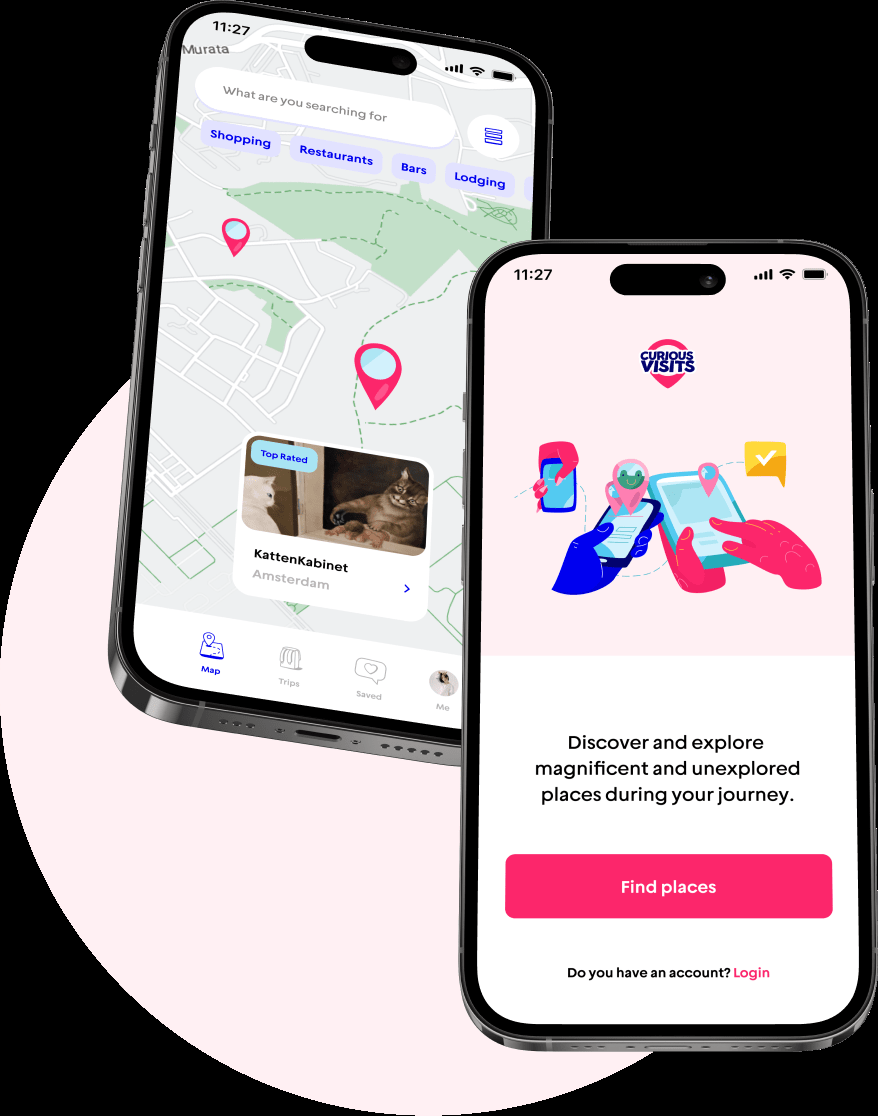 11:27
Murata
What are you searching for
Shopping
Restaurants
Bars
Lodging
Top Rated
KattenKabinet
Amsterdam
Map
Trips
Saved
Me
11:27
CURIOUS
VISITS
Discover and explore
magnificent and unexplored
places during your journey.
Find places
Do you have an account? Login